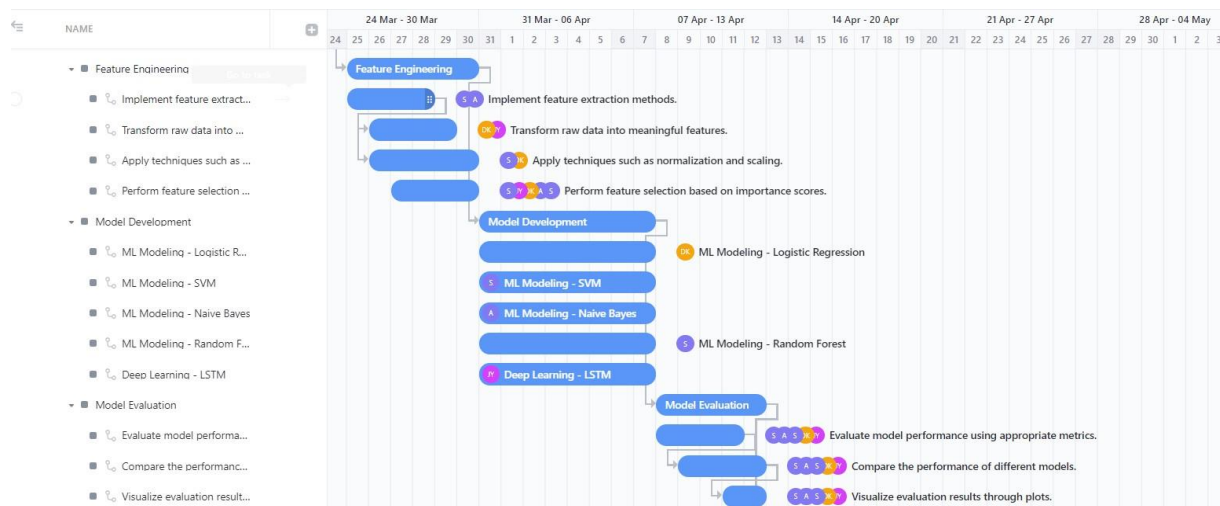 24 Mar - 30 Mar 31 Mar - 06 Apr 07 Apr - 13 Apr 14 Apr - 20 Apr 21 Apr - 27 Apr 28 Apr - 04 May
NAME
24 25 26 27 28 29 30 31 1 2 3 4 5 6 7 8 9 10 11 12 13 14 15 16 17 18 19 20 21 22 23 24 25 26 27 28 29 30 1 2 3
Feature Engineering Feature Engineering
Implement feature extract... S A Implement feature extraction methods.
Transform raw data into ... DK Transform raw data into meaningful features.
Apply techniques such as ... S Apply techniques such as normalization and scaling.
Perform feature selection ... S A S Perform feature selection based on importance scores.
Model Development Model Development
ML Modeling - Logistic R... DK ML Modeling - Logistic Regression
ML Modeling - SVM S ML Modeling - SVM
ML Modeling - Naive Bayes A ML Modeling - Naive Bayes
ML Modeling - Random F... S ML Modeling - Random Forest
Deep Learning - LSTM Deep Learning - LSTM
Model Evaluation Model Evaluation
Evaluate model performa... S A S Evaluate model performance using appropriate metrics.
Compare the performanc... S A S Compare the performance of different models.
Visualize evaluation result... S A S Visualize evaluation results through plots.